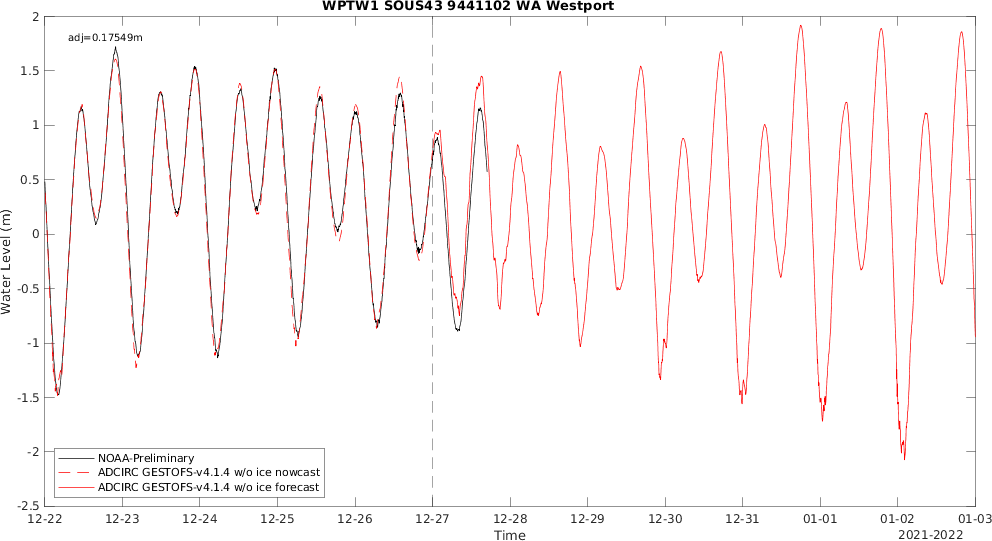 WPTW1 SOUS43 9441102 WA Westport
adj=0.17549m
2
1.5
1
0.5
0
-0.5
-1
-1.5
-2
-2.5
Water Level (m)
NOAA-Preliminary
ADCIRC GESTOFS-v4.1.4 w/o ice nowcast
ADCIRC GESTOFS-v4.1.4 w/o ice forecast
12-22 12-23 12-24 12-25 12-26 12-27 12-28 12-29 12-30 12-31 01-01 01-02 01-03
Time
2021-2022